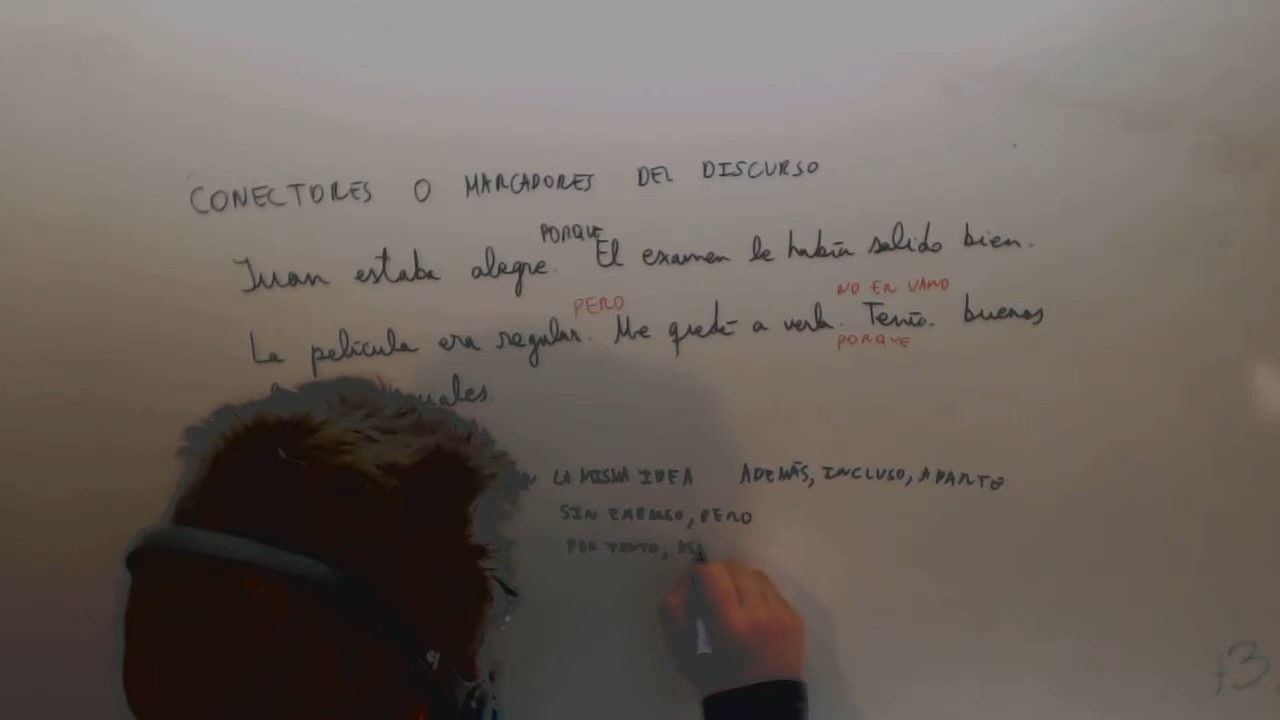 CONECTORES O MARCADORES DEL DISCURSO
PORQUE
Juan estaba alegre. El examen le había salido bien.
PERO NO EN VANO
La película era regular. Me quedé a verla. Tenía buenos
PORQUE
LA MISMA IDEA ADEMÁS, INCLUSO, APARTE
SIN EMBARGO, PERO
POR TANTO,
13